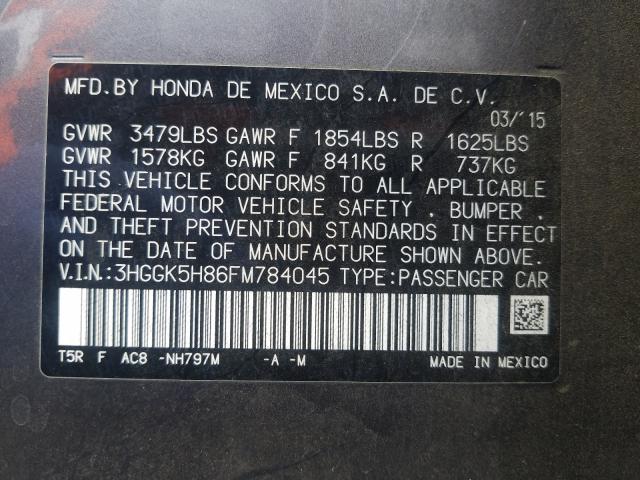 MFD.BY HONDA DE MEXICO S.A. DE C.V.
03/'15
GVWR 3479LBS GAWR F 1854LBS R 1625LBS
GVWR 1578KG GAWR F 841KG R 737KG
THIS VEHICLE CONFORMS TO ALL APPLICABLE
FEDERAL MOTOR VEHICLE SAFETY . BUMPER .
AND THEFT PREVENTION STANDARDS IN EFFECT
ON THE DATE OF MANUFACTURE SHOWN ABOVE.
V.I.N.:3HGGK5H86FM784045 TYPE:PASSENGER CAR
T5R F AC8 -NH797M -A -M MADE IN MEXICO